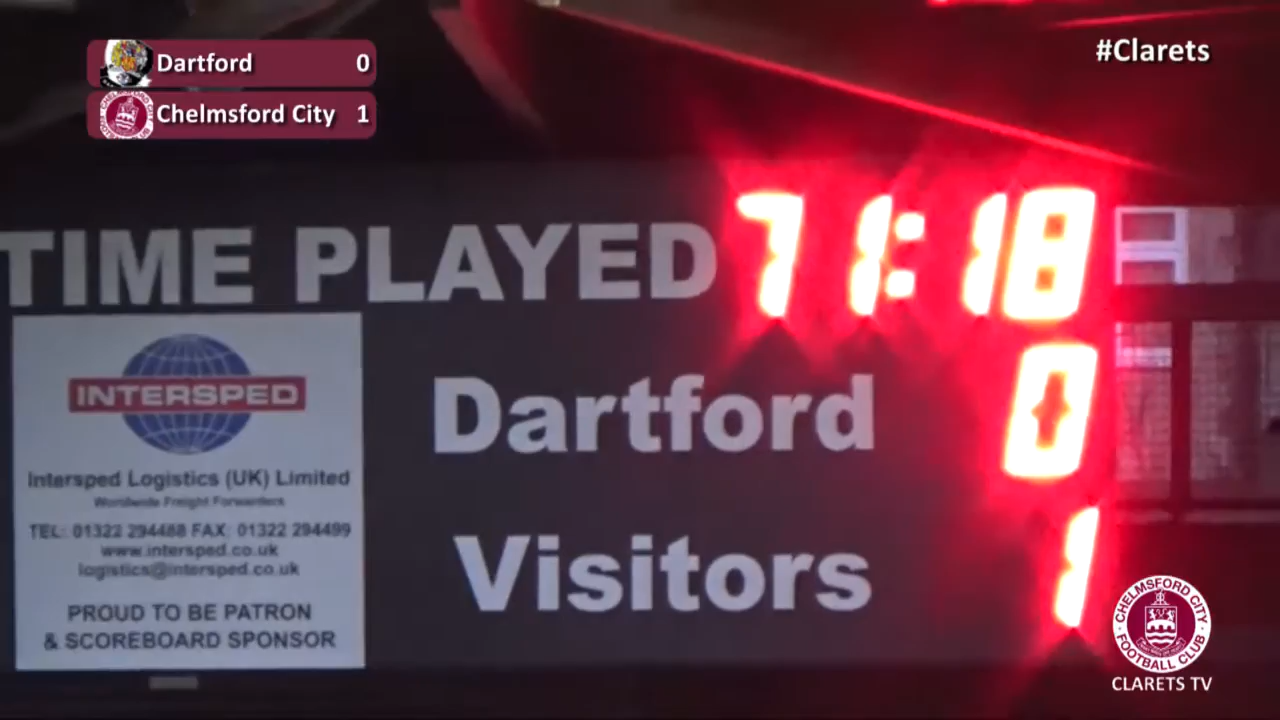 Dartford 0
Chelmsford City 1
#Clarets
TIME PLAYED 71:18
Dartford 0
Visitors 1
INTERSPED
Intersped Logistics (UK) Limited
Worldwide Freight Forwarders
TEL: 01322 294488 FAX: 01322 294499
www.intersped.co.uk
logistics@intersped.co.uk
PROUD TO BE PATRON
& SCOREBOARD SPONSOR
CHELMSFORD CITY
FOOTBALL CLUB
CLARETS TV